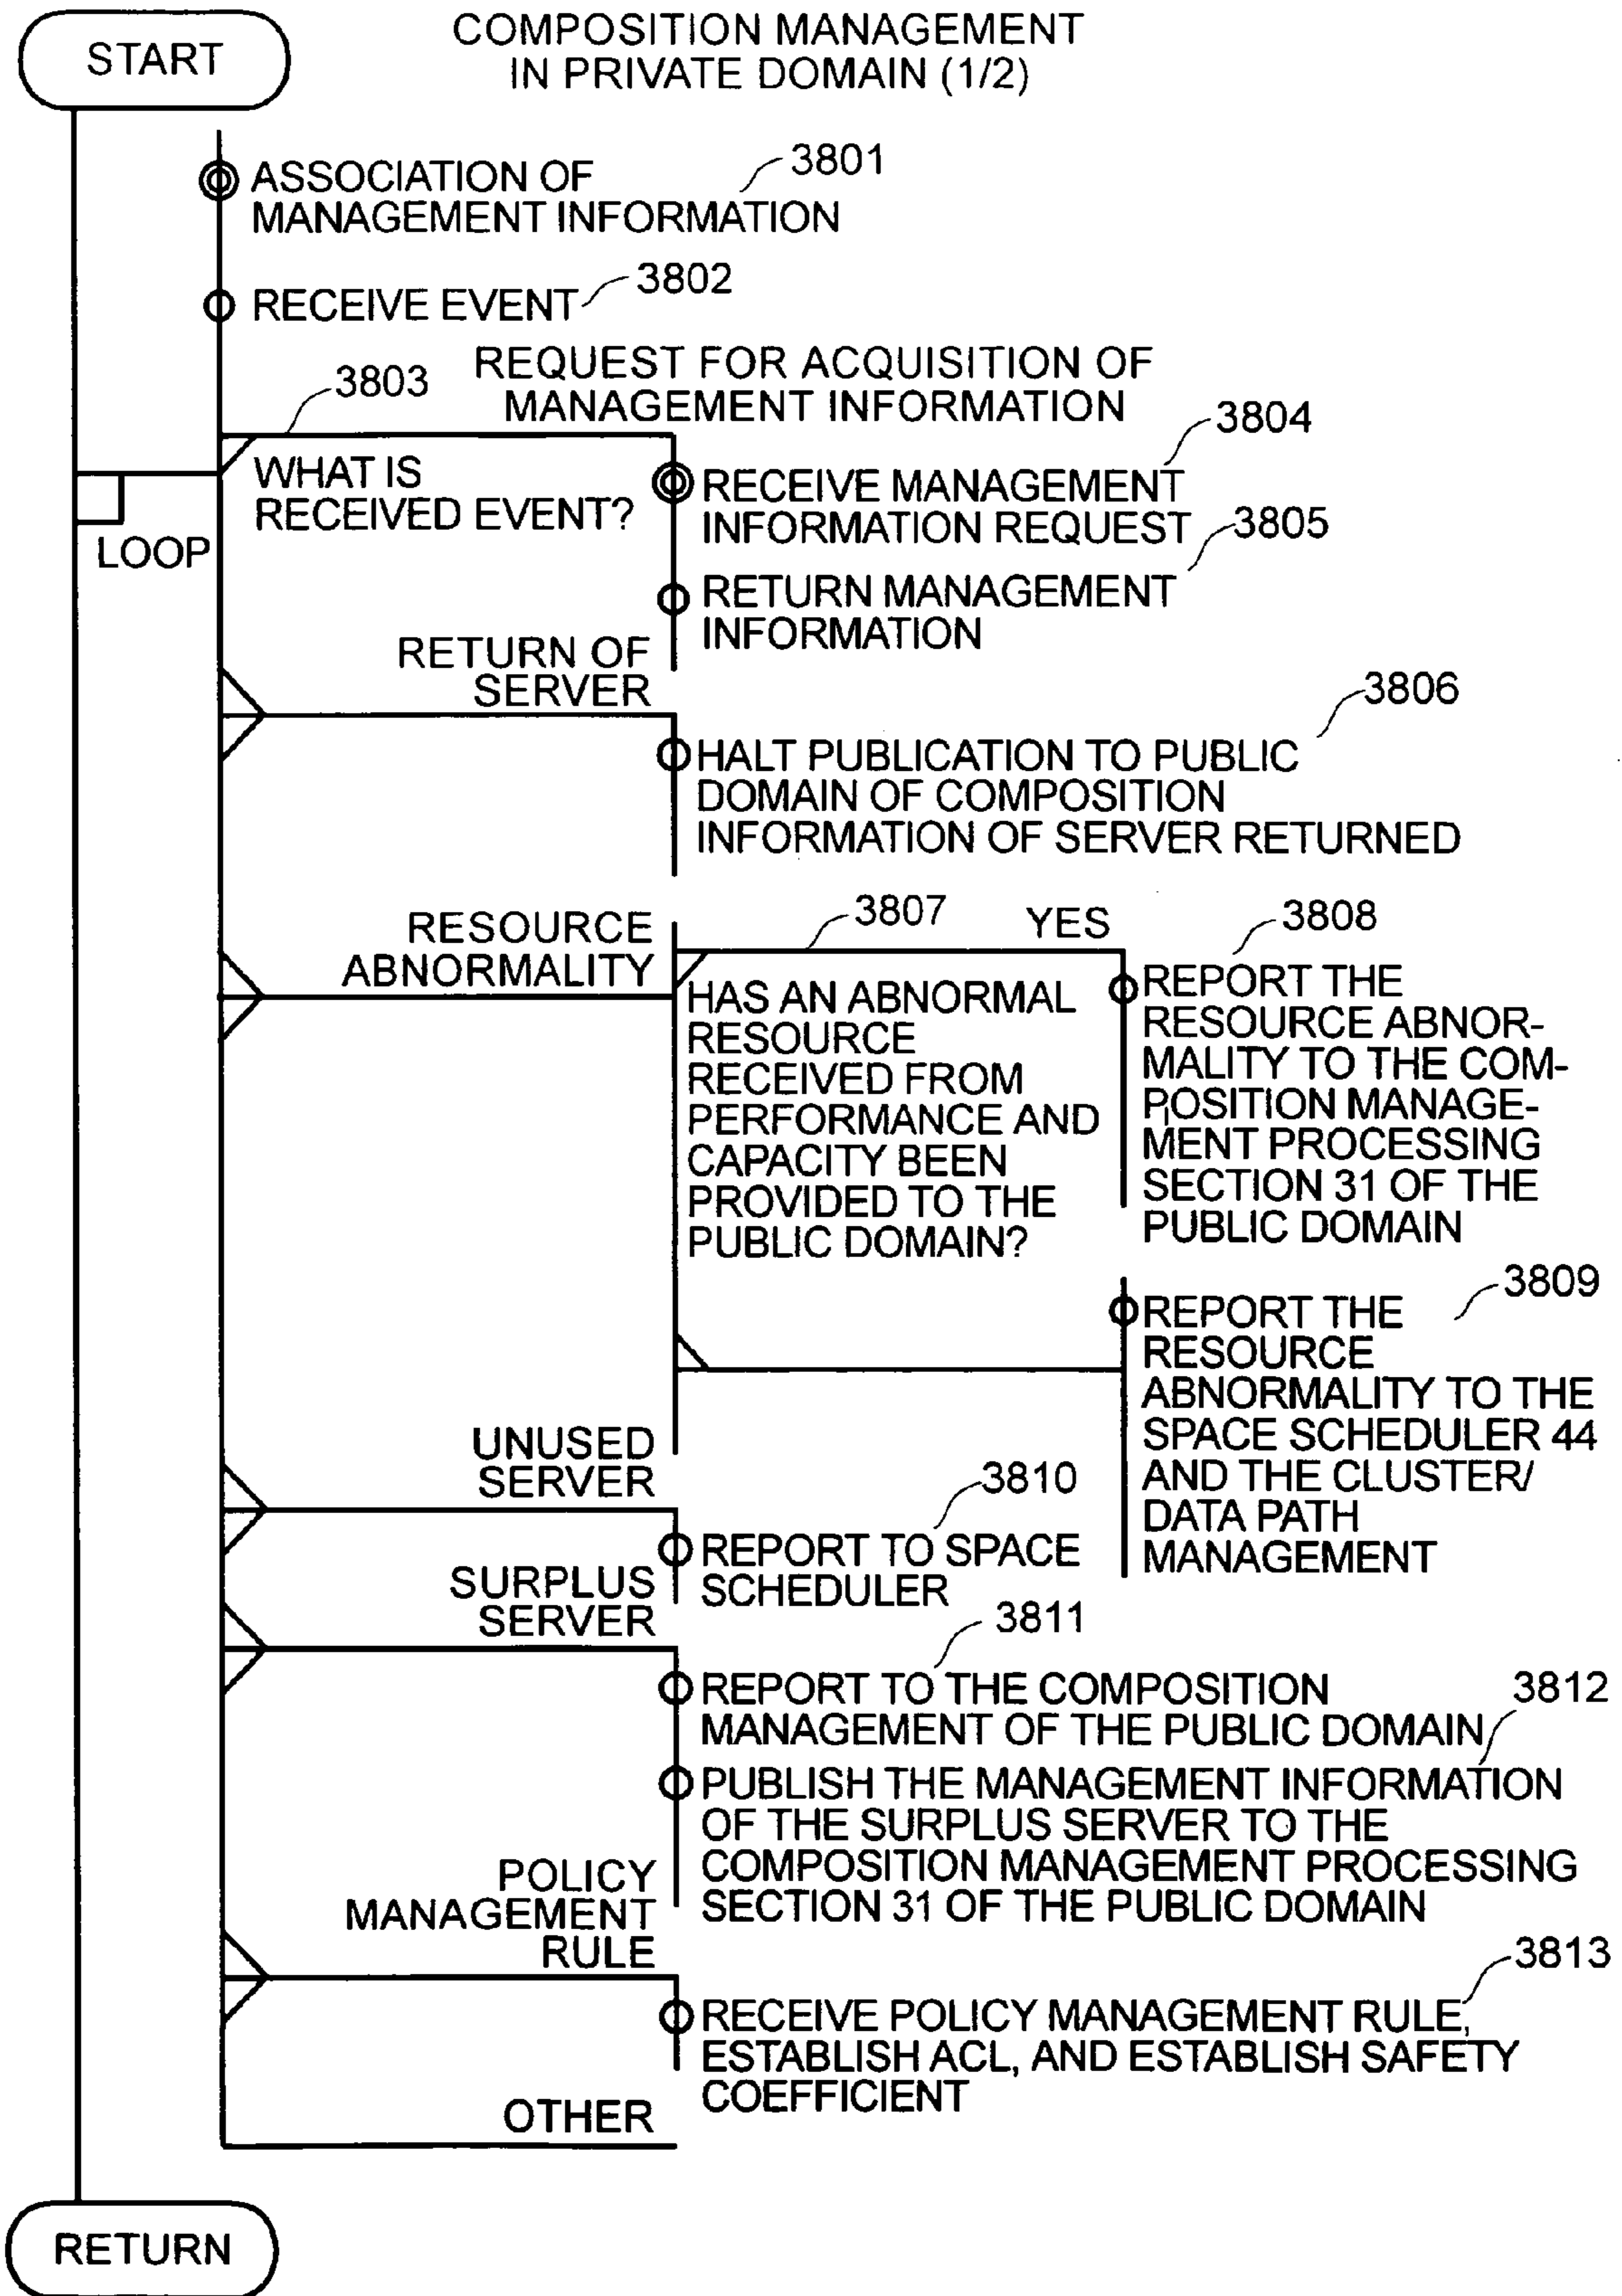 START
COMPOSITION MANAGEMENT
IN PRIVATE DOMAIN (1/2)
ASSOCIATION OF
MANAGEMENT INFORMATION
3801
RECEIVE EVENT
3802
3803
REQUEST FOR ACQUISITION OF
MANAGEMENT INFORMATION
WHAT IS
RECEIVED EVENT?
LOOP
3804
RECEIVE MANAGEMENT
INFORMATION REQUEST
3805
RETURN MANAGEMENT
INFORMATION
RETURN OF
SERVER
3806
HALT PUBLICATION TO PUBLIC
DOMAIN OF COMPOSITION
INFORMATION OF SERVER RETURNED
RESOURCE
ABNORMALITY
3807
YES
HAS AN ABNORMAL
RESOURCE
RECEIVED FROM
PERFORMANCE AND
CAPACITY BEEN
PROVIDED TO THE
PUBLIC DOMAIN?
3808
REPORT THE
RESOURCE ABNOR-
MALITY TO THE COM-
POSITION MANAGE-
MENT PROCESSING
SECTION 31 OF THE
PUBLIC DOMAIN
3809
REPORT THE
RESOURCE
ABNORMALITY TO THE
SPACE SCHEDULER 44
AND THE CLUSTER/
DATA PATH
MANAGEMENT
UNUSED
SERVER
3810
REPORT TO SPACE
SCHEDULER
SURPLUS
SERVER
3811
REPORT TO THE COMPOSITION
MANAGEMENT OF THE PUBLIC DOMAIN
3812
PUBLISH THE MANAGEMENT INFORMATION
OF THE SURPLUS SERVER TO THE
COMPOSITION MANAGEMENT PROCESSING
SECTION 31 OF THE PUBLIC DOMAIN
POLICY
MANAGEMENT
RULE
3813
RECEIVE POLICY MANAGEMENT RULE,
ESTABLISH ACL, AND ESTABLISH SAFETY
COEFFICIENT
OTHER
RETURN